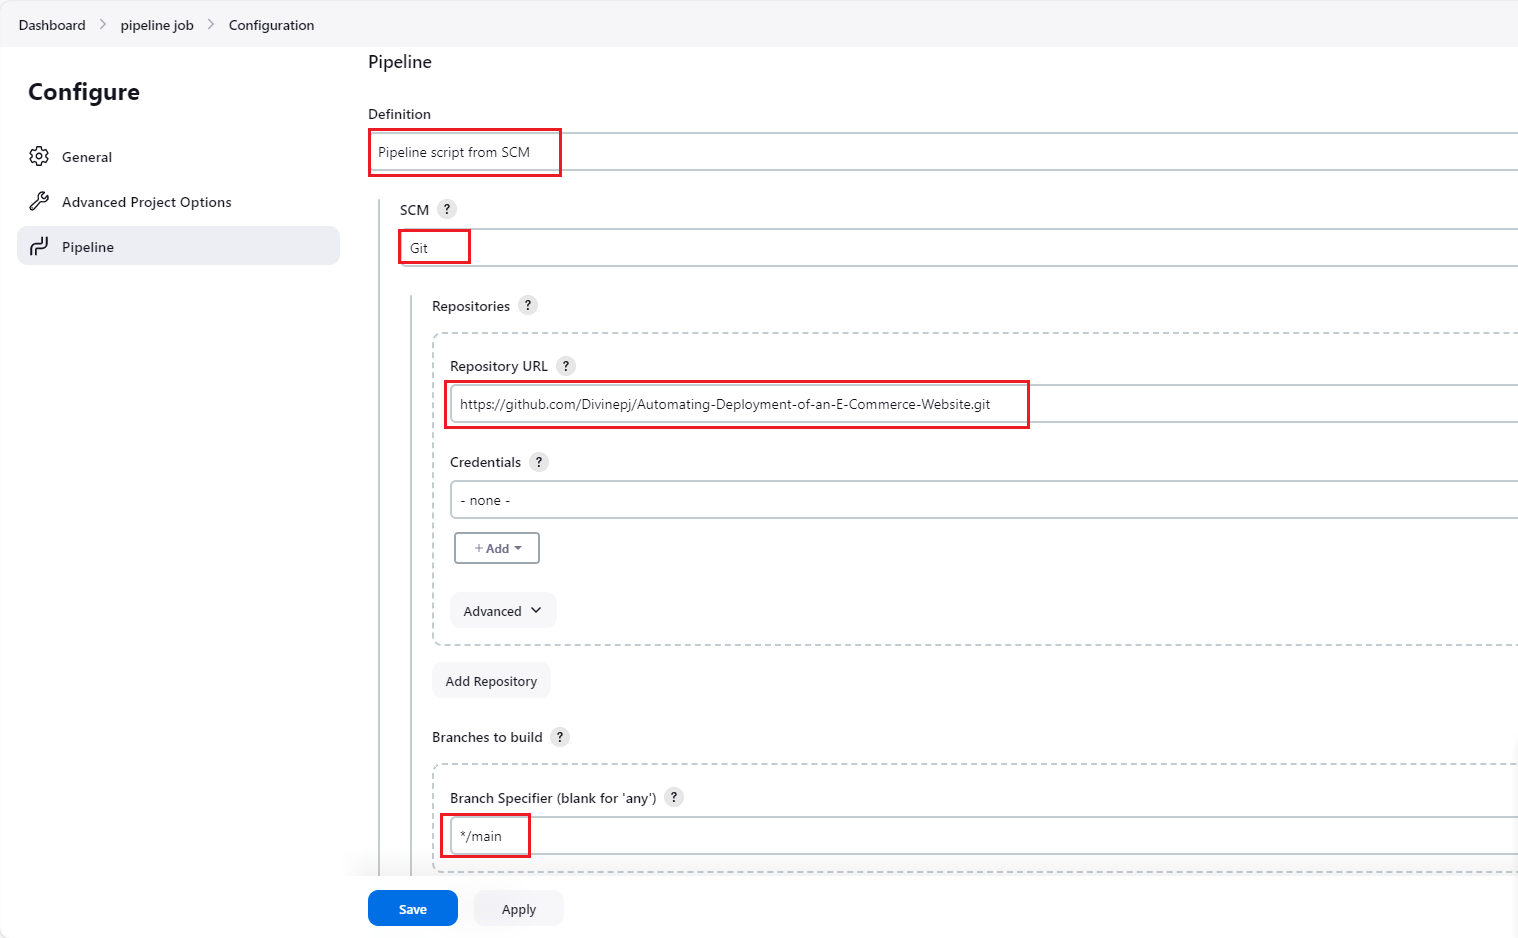 Dashboard > pipeline job > Configuration
Configure
General
Advanced Project Options
Pipeline
Pipeline
Definition
Pipeline script from SCM
SCM ?
Git
Repositories ?
Repository URL ?
https://github.com/Divinepj/Automating-Deployment-of-an-E-Commerce-Website.git
Credentials ?
- none -
+ Add
Advanced
Add Repository
Branches to build ?
Branch Specifier (blank for 'any') ?
*/main
Save Apply